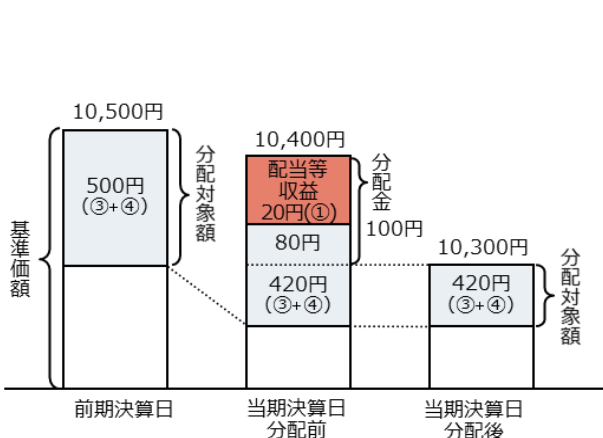 10,500円
500円
(③+④)
分配対象額
基準価額
前期決算日
10,400円
配当等
収益
20円(①)
80円
420円
(③+④)
分配金
100円
当期決算日
分配前
10,300円
420円
(③+④)
分配対象額
当期決算日
分配後